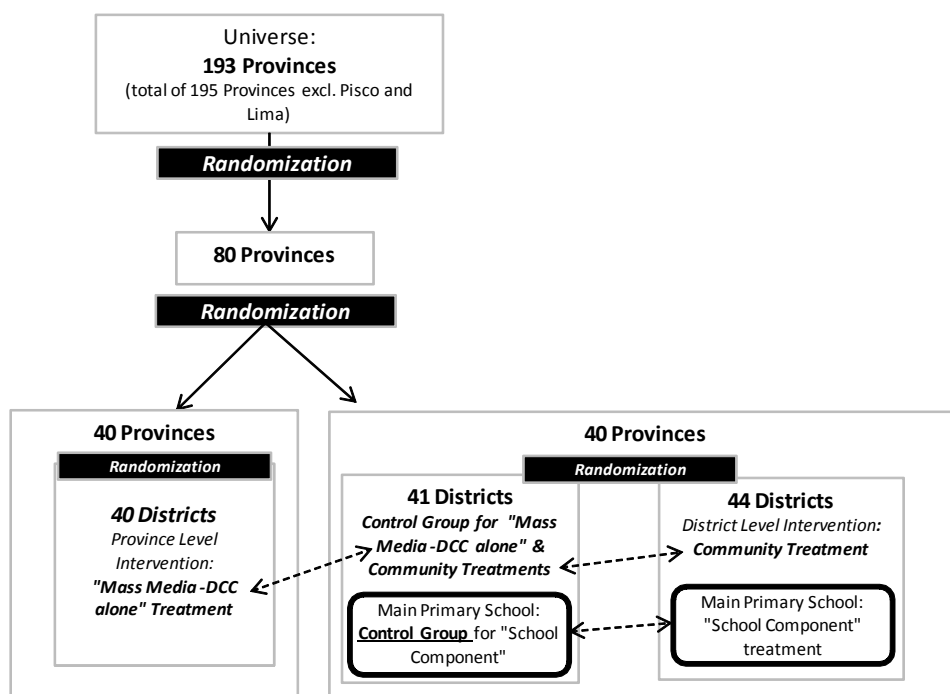 Universe:
193 Provinces
(total of 195 Provinces excl. Pisco and
Lima)
Randomization
80 Provinces
Randomization
40 Provinces
Randomization
40 Districts
Province Level
Intervention:
"Mass Media -DCC
alone" Treatment
40 Provinces
Randomization
41 Districts
Control Group for "Mass
Media -DCC alone" &
Community Treatments
Main Primary School:
Control Group for "School
Component"
44 Districts
District Level Intervention:
Community Treatment
Main Primary School:
"School Component"
treatment